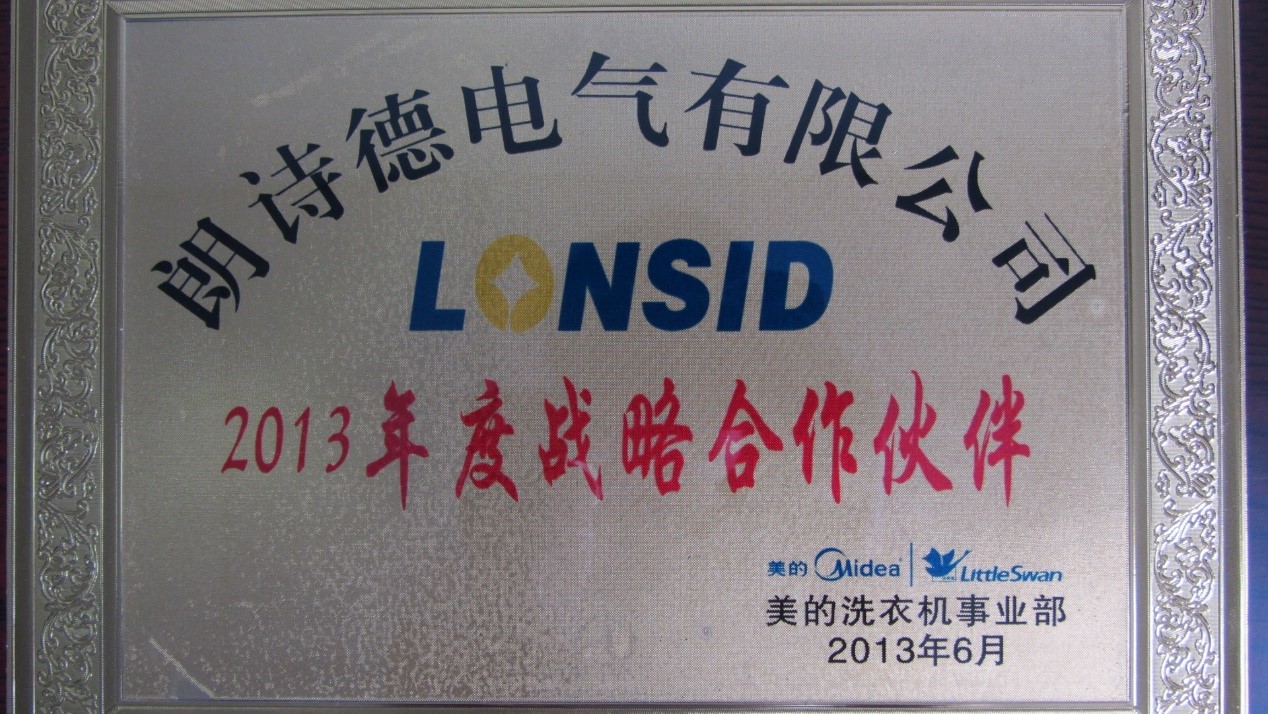 朗诗德电气有限公司
LONSID
2013年度战略合作伙伴
美的 Midea LittleSwan
美的洗衣机事业部
2013年6月